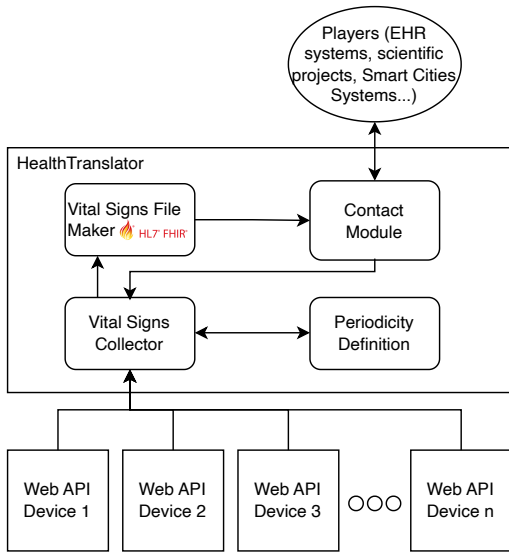 Players (EHR
systems, scientific
projects, Smart Cities
Systems...)
HealthTranslator
Vital Signs File
Maker HL7 FHIR
Contact
Module
Vital Signs
Collector
Periodicity
Definition
Web API
Device 1
Web API
Device 2
Web API
Device 3
Web API
Device n